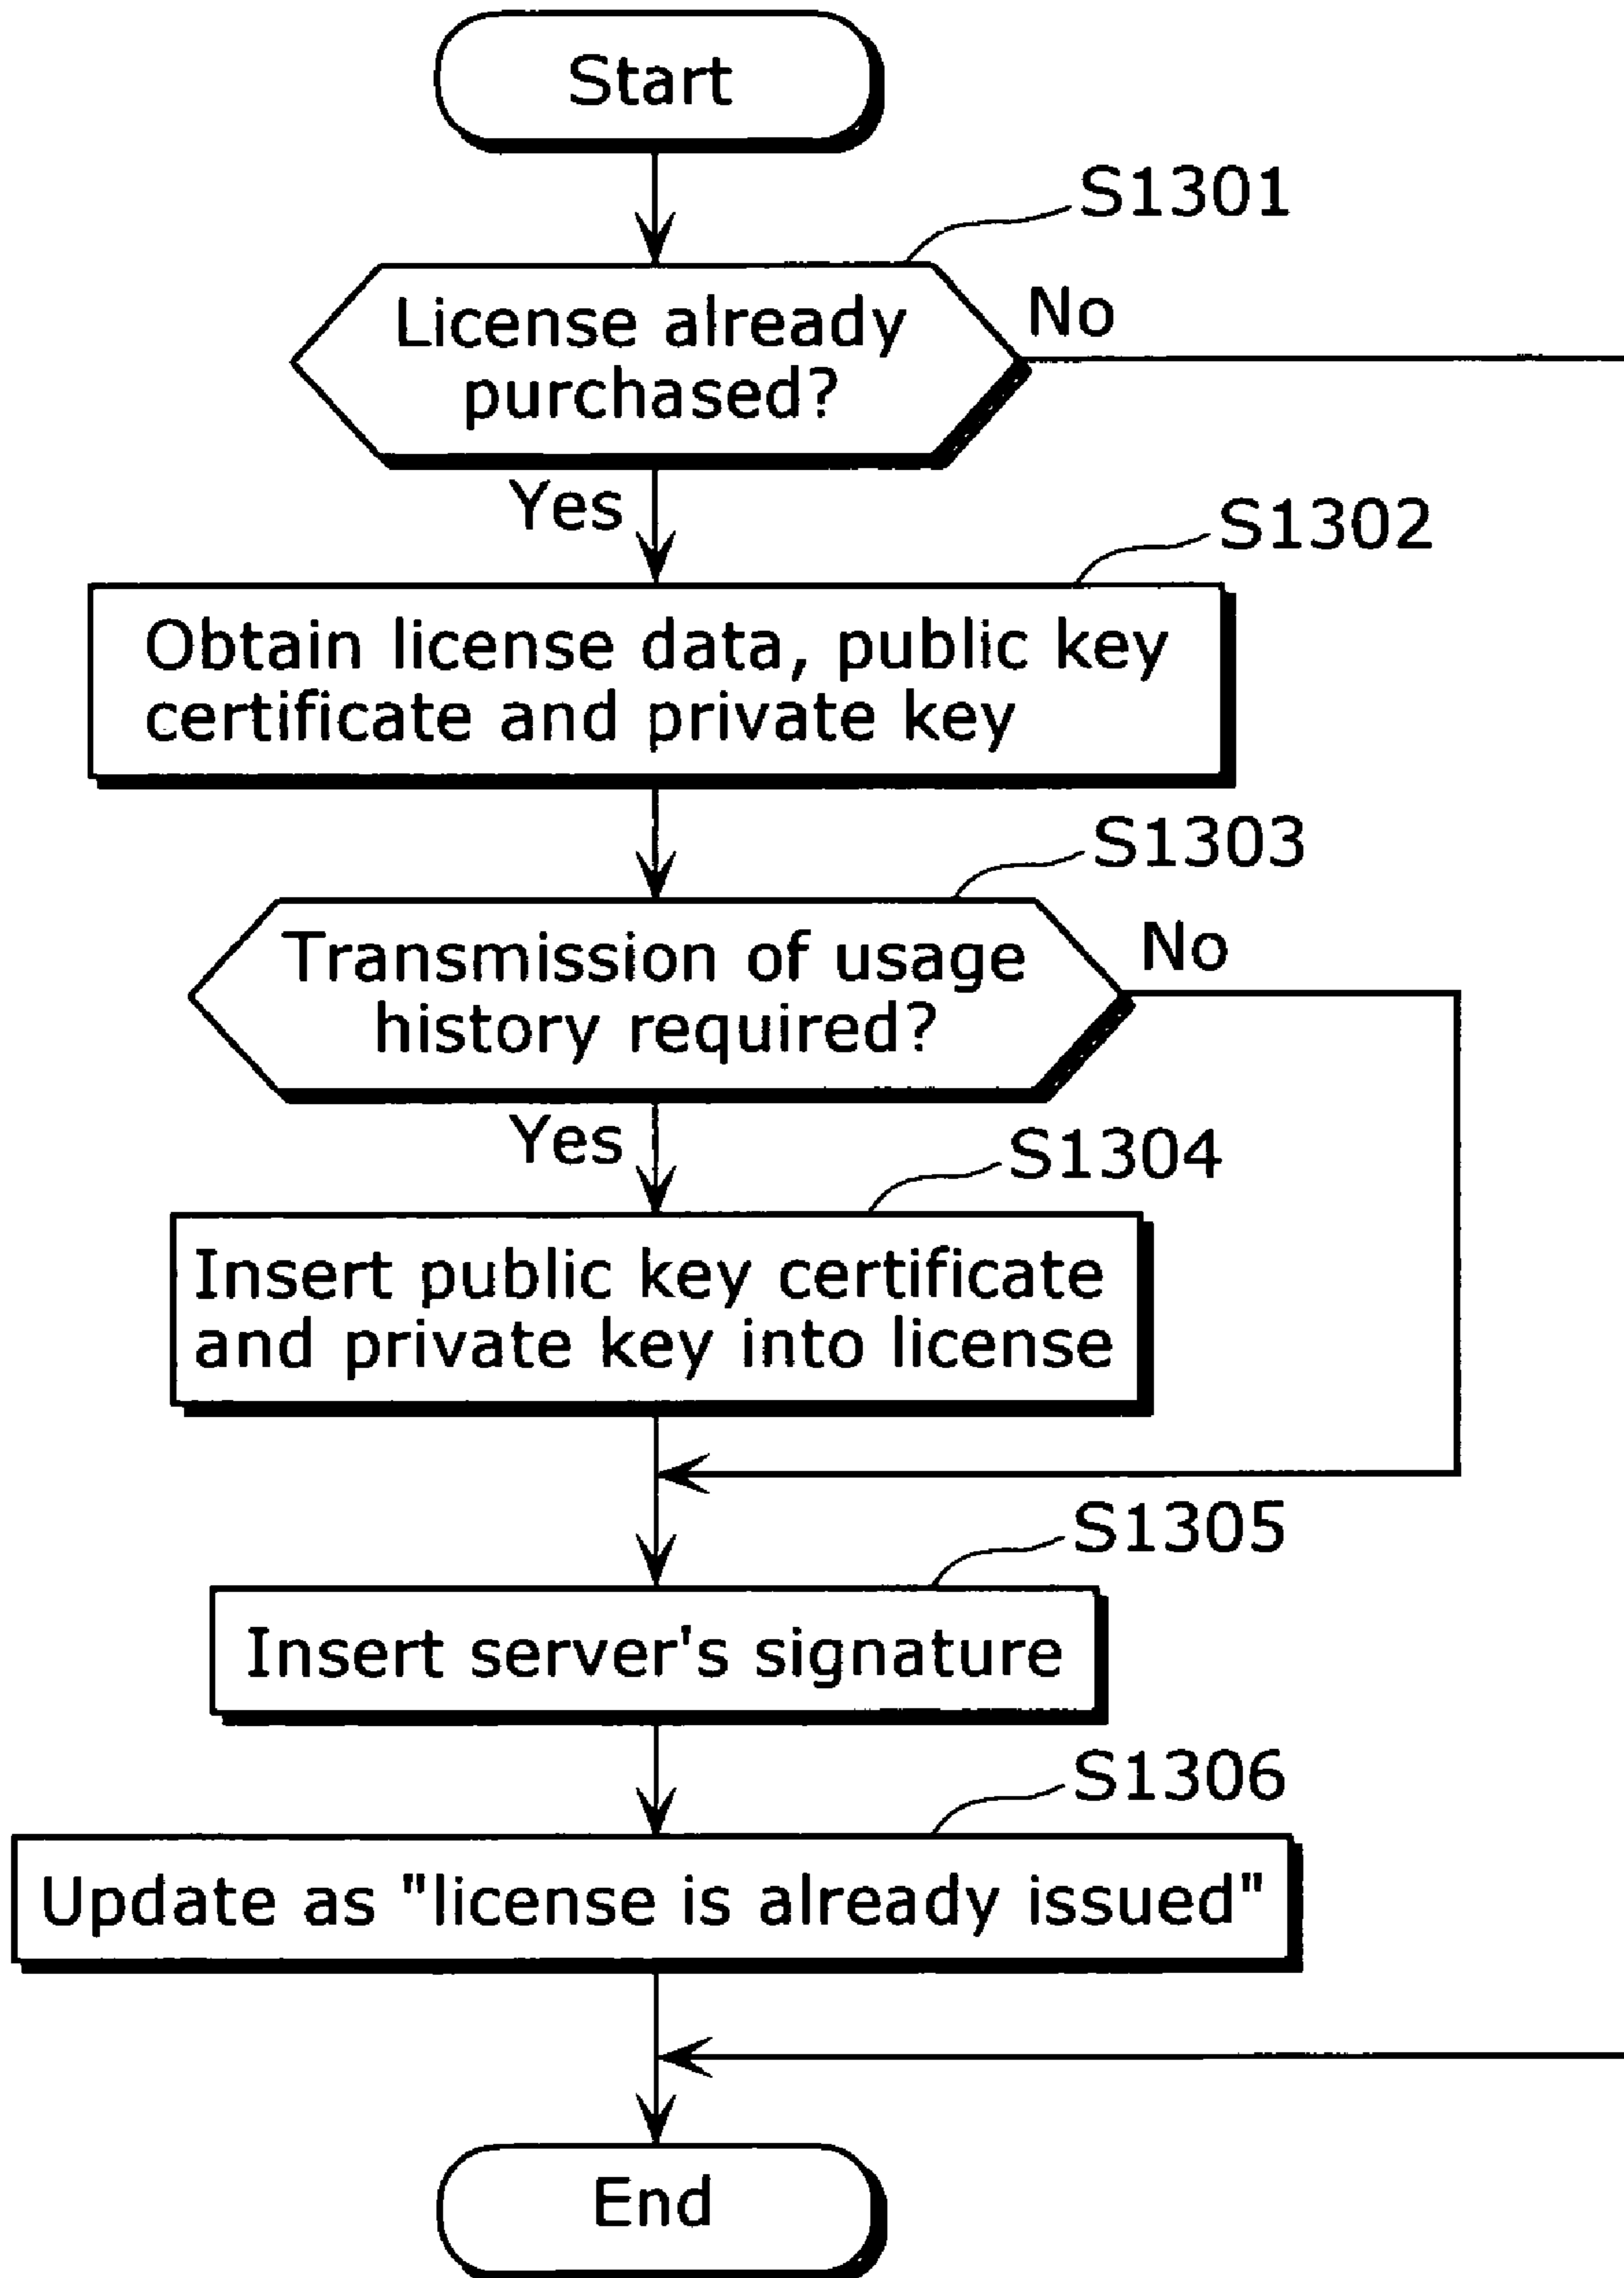 Start
S1301
License already
purchased?
No
Yes
S1302
Obtain license data, public key
certificate and private key
S1303
Transmission of usage
history required?
No
Yes
S1304
Insert public key certificate
and private key into license
S1305
Insert server's signature
S1306
Update as "license is already issued"
End